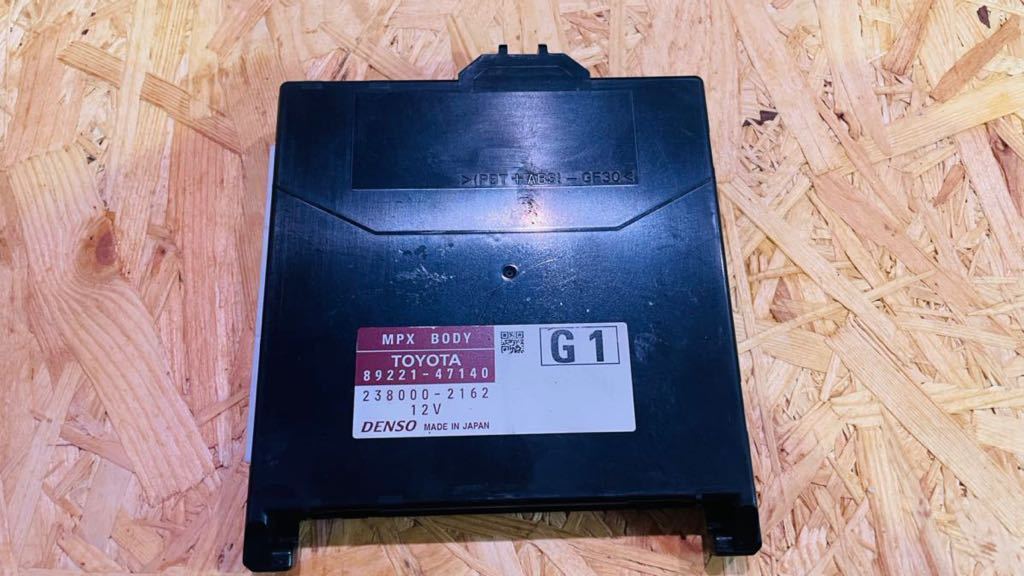 >(PBT+ABS)-GF30<
MPX BODY
TOYOTA
89221-47140
238000-2162
12V
DENSO MADE IN JAPAN
G1